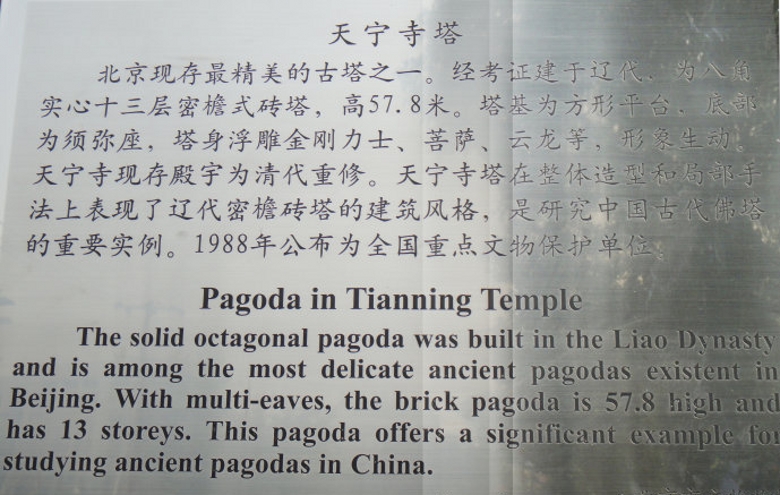 天宁寺塔
北京现存最精美的古塔之一。经考证建于辽代,为八角
实心十三层密檐式砖塔，高57.8米。塔基为方形平台,底部
为须弥座，塔身浮雕金刚力士、菩萨、云龙等，形象生动。
天宁寺现存殿宇为清代重修。天宁寺塔在整体造型和局部手
法上表现了辽代密檐砖塔的建筑风格，是研究中国古代佛塔
的重要实例。1988年公布为全国重点文物保护单位。
Pagoda in Tianning Temple
The solid octagonal pagoda was built in the Liao Dynasty
and is among the most delicate ancient pagodas existent in
Beijing. With multi-eaves, the brick pagoda is 57.8 high and
has 13 storeys. This pagoda offers a significant example for
studying ancient pagodas in China.